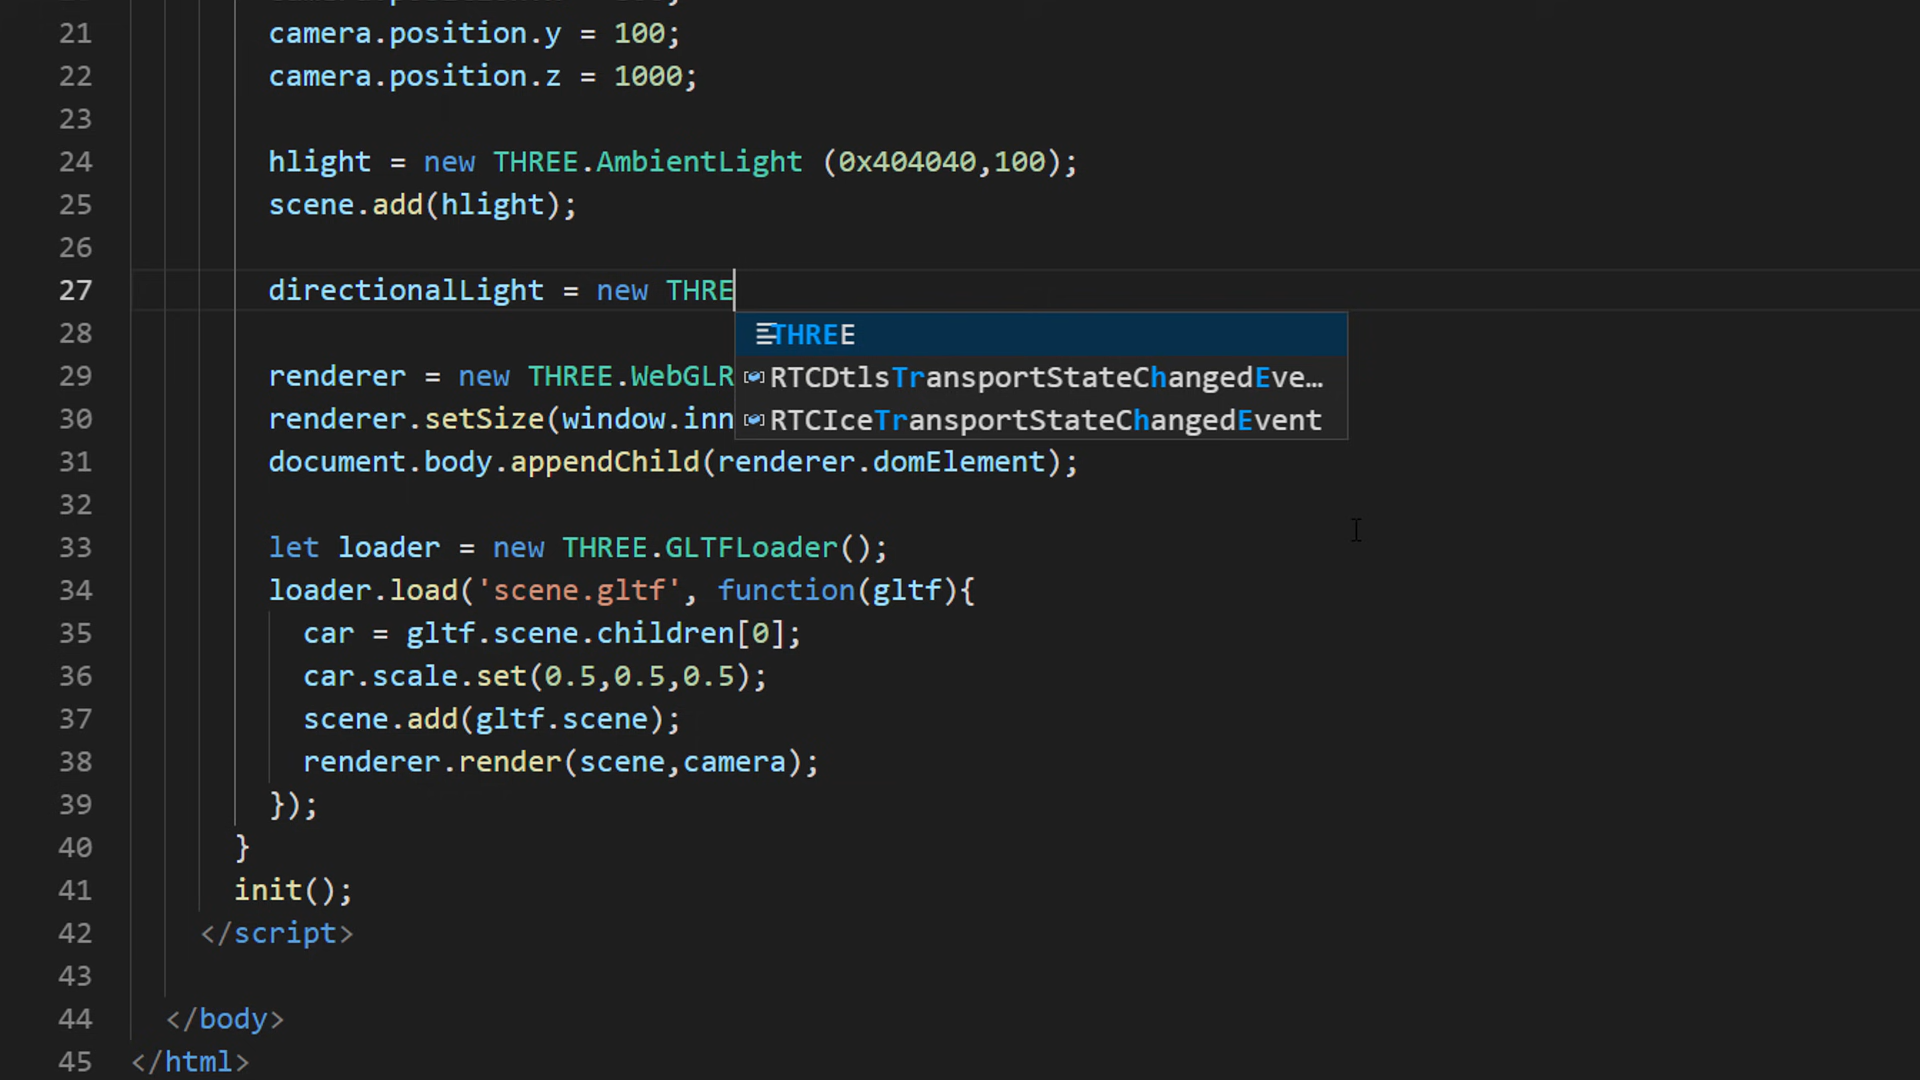 21 camera.position.y = 100;
22 camera.position.z = 1000;
23
24 hlight = new THREE.AmbientLight (0x404040,100);
25 scene.add(hlight);
26
27 directionalLight = new THRE
THREE
28
RTCDtlsTransportStateChangedEve…
29 renderer = new THREE.WebGLR
RTCIceTransportStateChangedEvent
30 renderer.setSize(window.inn
31 document.body.appendChild(renderer.domElement);
32
33 let loader = new THREE.GLTFLoader();
34 loader.load('scene.gltf', function(gltf){
35 car = gltf.scene.children[0];
36 car.scale.set(0.5,0.5,0.5);
37 scene.add(gltf.scene);
38 renderer.render(scene,camera);
39 });
40 }
41 init();
42 </script>
43
44 </body>
45 </html>